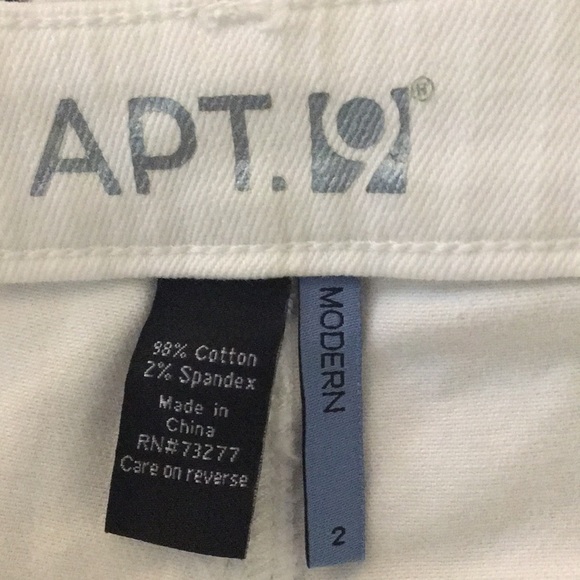 APT.9®
98% Cotton
2% Spandex
Made in
China
RN#73277
Care on reverse
MODERN
2